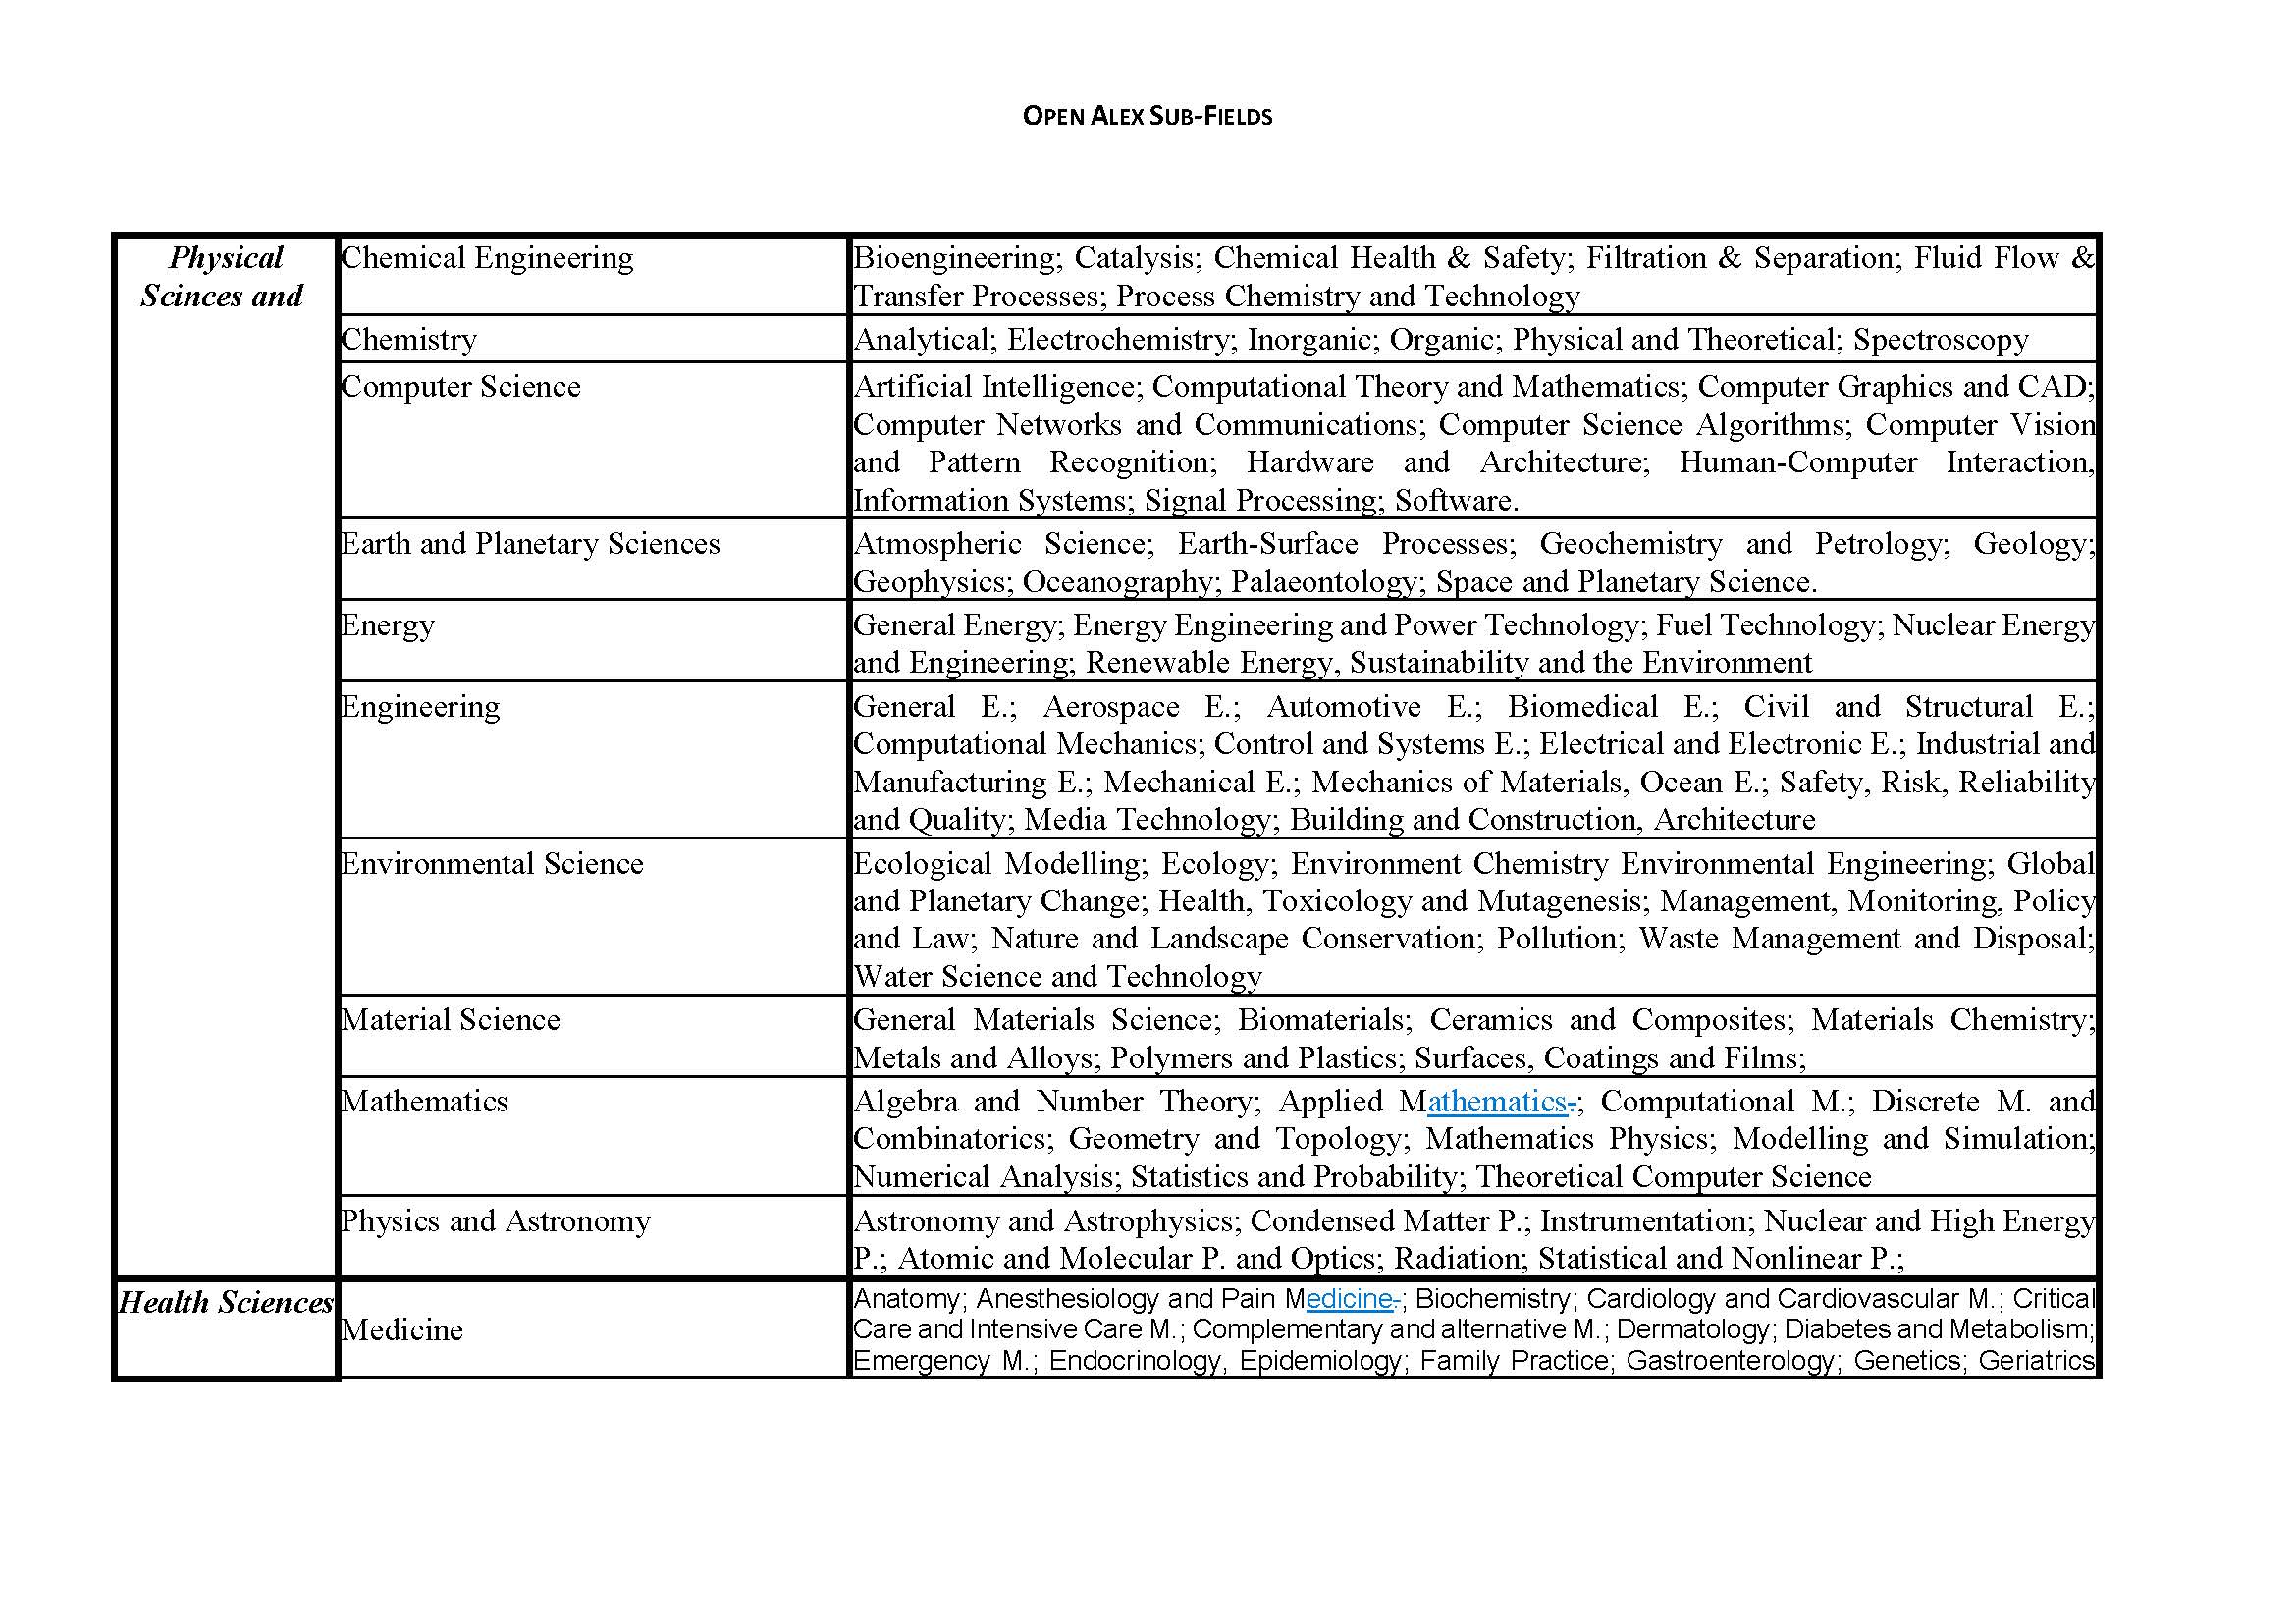 OPEN ALEX SUB-FIELDS
Physical
Scinces and
Chemical Engineering
Bioengineering; Catalysis; Chemical Health & Safety; Filtration & Separation; Fluid Flow &
Transfer Processes; Process Chemistry and Technology
Chemistry
Analytical; Electrochemistry; Inorganic; Organic; Physical and Theoretical; Spectroscopy
Computer Science
Artificial Intelligence; Computational Theory and Mathematics; Computer Graphics and CAD;
Computer Networks and Communications; Computer Science Algorithms; Computer Vision
and Pattern Recognition; Hardware and Architecture; Human-Computer Interaction,
Information Systems; Signal Processing; Software.
Earth and Planetary Sciences
Atmospheric Science; Earth-Surface Processes; Geochemistry and Petrology; Geology;
Geophysics; Oceanography; Palaeontology; Space and Planetary Science.
Energy
General Energy; Energy Engineering and Power Technology; Fuel Technology; Nuclear Energy
and Engineering; Renewable Energy, Sustainability and the Environment
Engineering
General E.; Aerospace E.; Automotive E.; Biomedical E.; Civil and Structural E.;
Computational Mechanics; Control and Systems E.; Electrical and Electronic E.; Industrial and
Manufacturing E.; Mechanical E.; Mechanics of Materials, Ocean E.; Safety, Risk, Reliability
and Quality; Media Technology; Building and Construction, Architecture
Environmental Science
Ecological Modelling; Ecology; Environment Chemistry Environmental Engineering; Global
and Planetary Change; Health, Toxicology and Mutagenesis; Management, Monitoring, Policy
and Law; Nature and Landscape Conservation; Pollution; Waste Management and Disposal;
Water Science and Technology
Material Science
General Materials Science; Biomaterials; Ceramics and Composites; Materials Chemistry;
Metals and Alloys; Polymers and Plastics; Surfaces, Coatings and Films;
Mathematics
Algebra and Number Theory; Applied Mathematics.; Computational M.; Discrete M. and
Combinatorics; Geometry and Topology; Mathematics Physics; Modelling and Simulation;
Numerical Analysis; Statistics and Probability; Theoretical Computer Science
Physics and Astronomy
Astronomy and Astrophysics; Condensed Matter P.; Instrumentation; Nuclear and High Energy
P.; Atomic and Molecular P. and Optics; Radiation; Statistical and Nonlinear P.;
Health Sciences
Medicine
Anatomy; Anesthesiology and Pain Medicine.; Biochemistry; Cardiology and Cardiovascular M.; Critical
Care and Intensive Care M.; Complementary and alternative M.; Dermatology; Diabetes and Metabolism;
Emergency M.; Endocrinology, Epidemiology; Family Practice; Gastroenterology; Genetics; Geriatrics